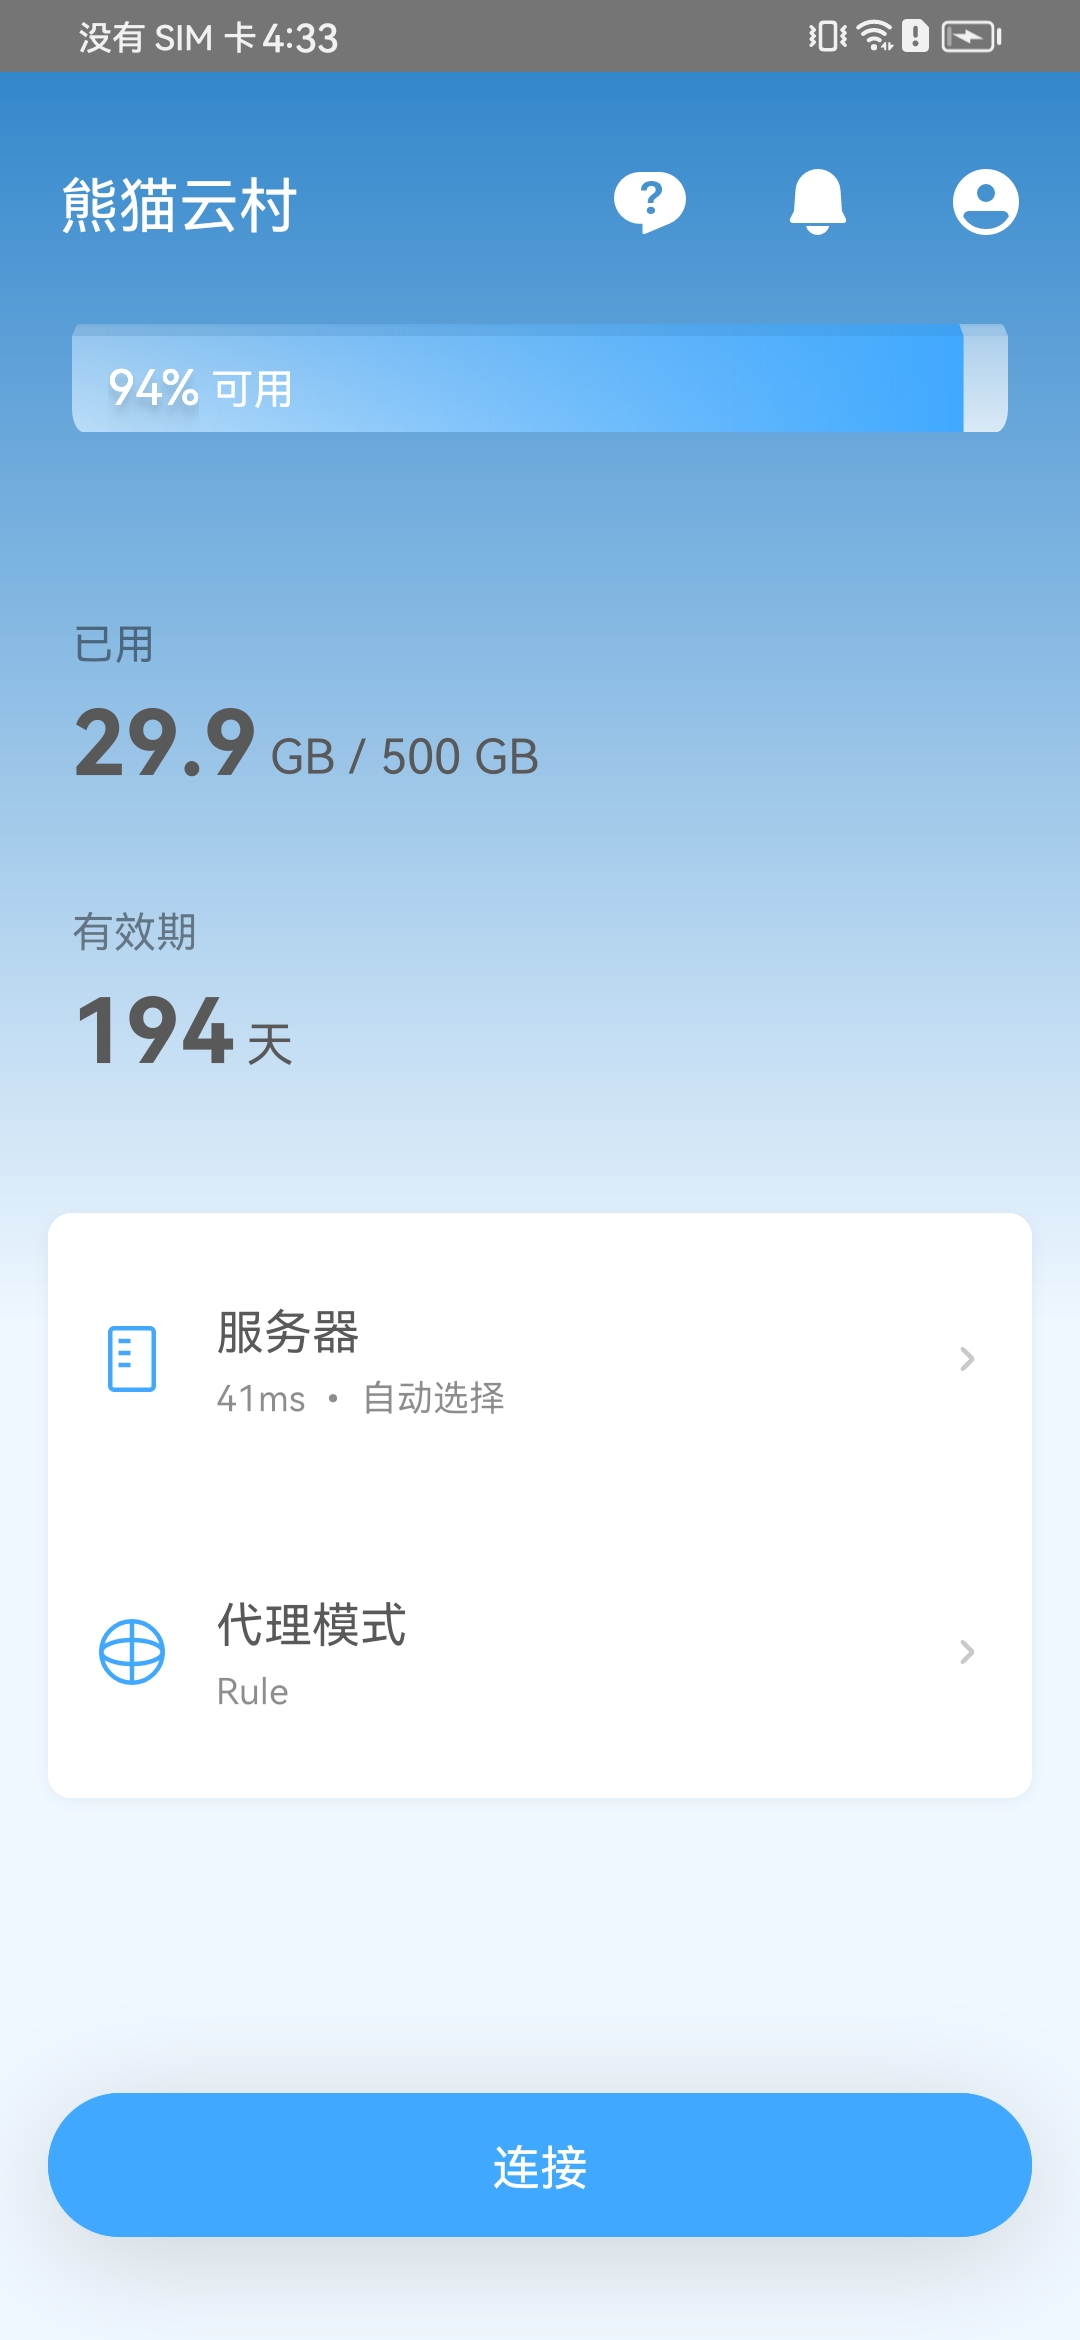 没有 SIM 卡 4:33
熊猫云村
94% 可用
已用
29.9 GB / 500 GB
有效期
194 天
服务器
41ms • 自动选择
代理模式
Rule
连接